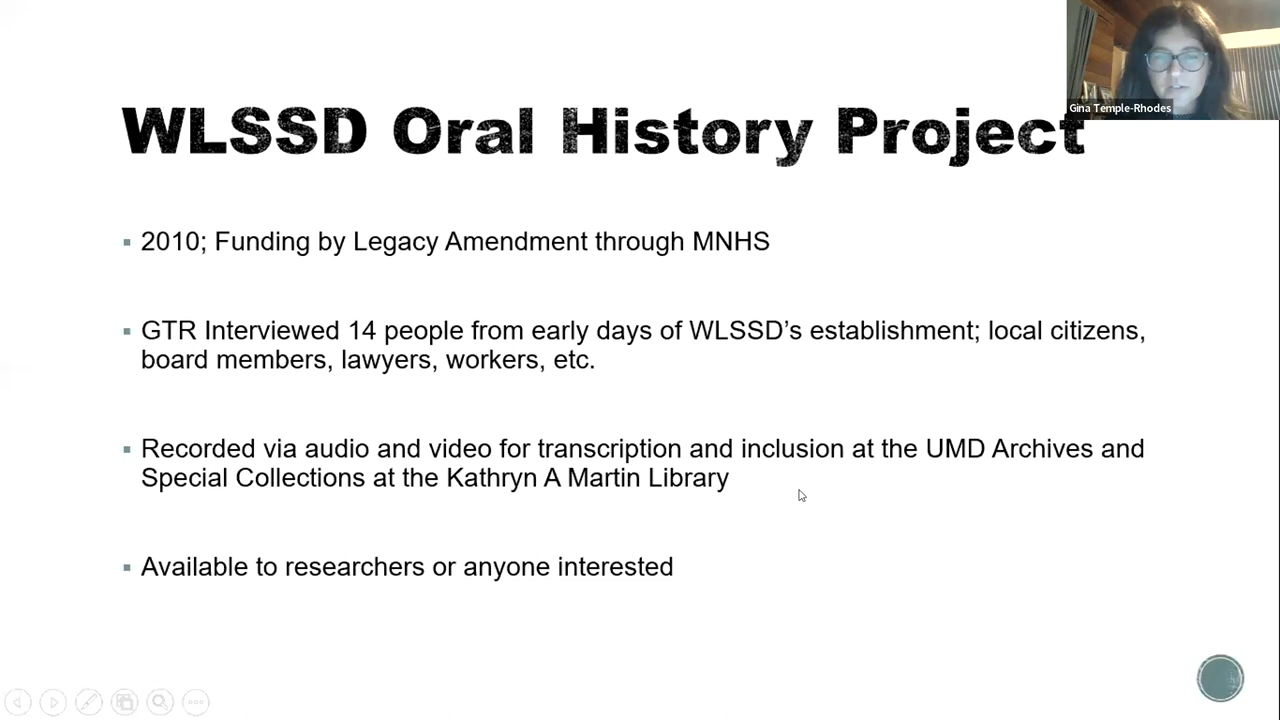 Gina Temple-Rhodes
WLSSD Oral History Project
▪ 2010; Funding by Legacy Amendment through MNHS
▪ GTR Interviewed 14 people from early days of WLSSD’s establishment; local citizens,
board members, lawyers, workers, etc.
▪ Recorded via audio and video for transcription and inclusion at the UMD Archives and
Special Collections at the Kathryn A Martin Library
▪ Available to researchers or anyone interested